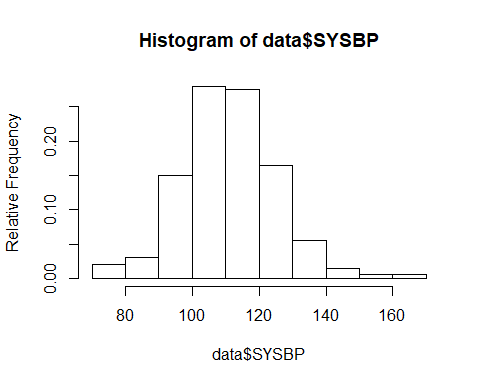 Histogram of data$SYSBP
Relative Frequency
0.20
0.10
0.00
80 100 120 140 160
data$SYSBP